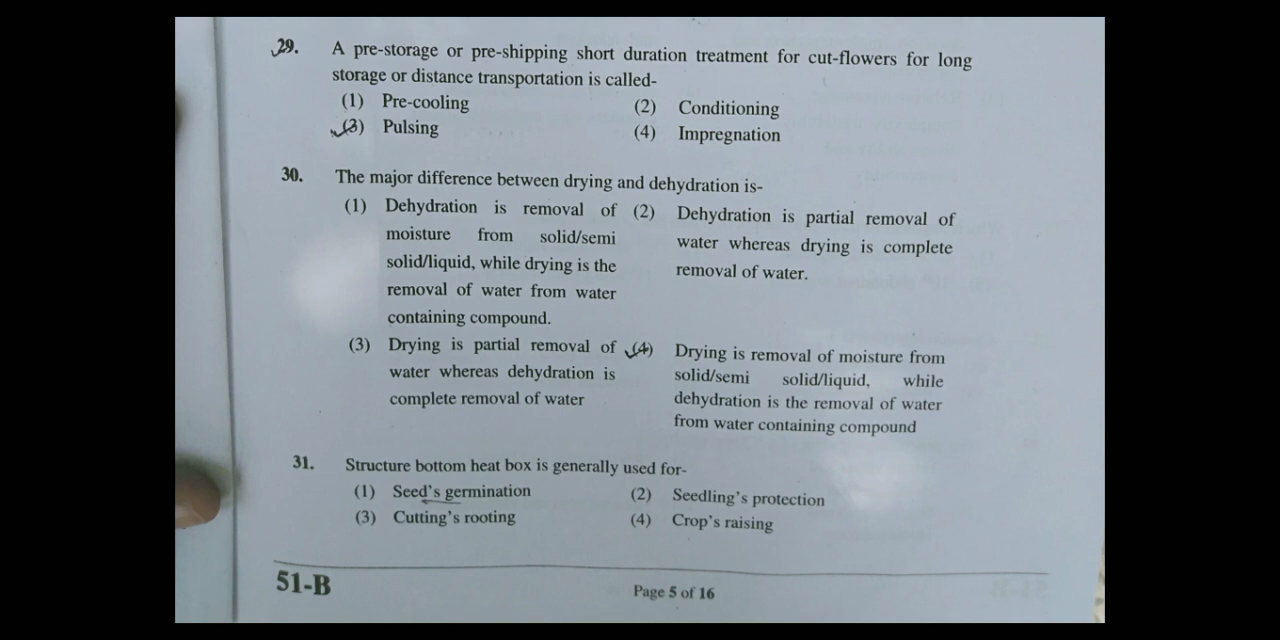 29. A pre-storage or pre-shipping short duration treatment for cut-flowers for long
storage or distance transportation is called-
(1) Pre-cooling (2) Conditioning
(3) Pulsing (4) Impregnation
30. The major difference between drying and dehydration is-
(1) Dehydration is removal of
moisture from solid/semi
solid/liquid, while drying is the
removal of water from water
containing compound.
(2) Dehydration is partial removal of
water whereas drying is complete
removal of water.
(3) Drying is partial removal of
water whereas dehydration is
complete removal of water
(4) Drying is removal of moisture from
solid/semi solid/liquid, while
dehydration is the removal of water
from water containing compound
31. Structure bottom heat box is generally used for-
(1) Seed's germination (2) Seedling's protection
(3) Cutting's rooting (4) Crop's raising
51-B Page 5 of 16